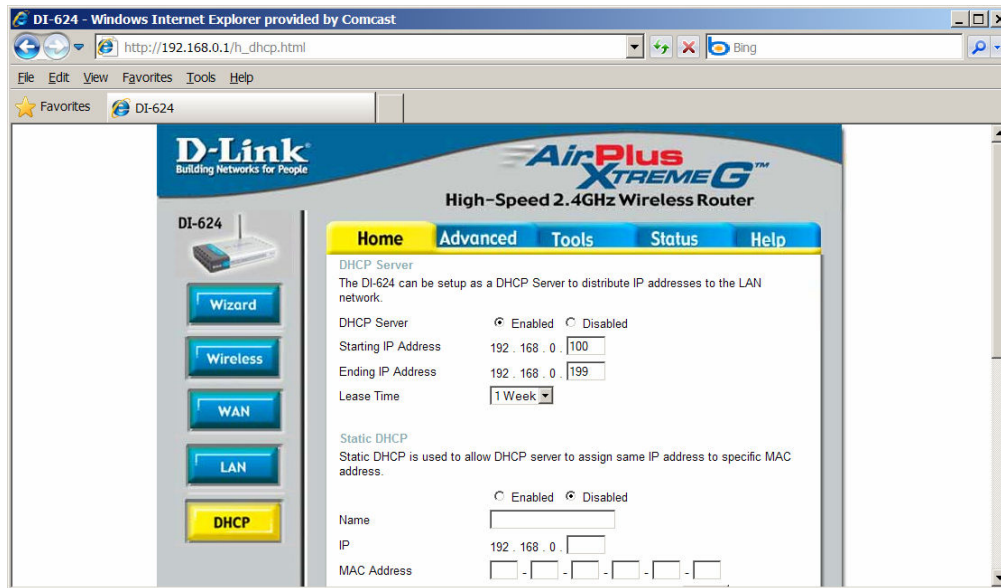 DI-624 - Windows Internet Explorer provided by Comcast
http://192.168.0.1/h_dhcp.html
Bing
File Edit View Favorites Tools Help
Favorites DI-624
D-Link
Building Networks for People
AirPlus
XTREME G™
High-Speed 2.4GHz Wireless Router
DI-624
Home Advanced Tools Status Help
Wizard
Wireless
WAN
LAN
DHCP
DHCP Server
The DI-624 can be setup as a DHCP Server to distribute IP addresses to the LAN
network.
DHCP Server Enabled Disabled
Starting IP Address 192 . 168 . 0 . 100
Ending IP Address 192 . 168 . 0 . 199
Lease Time 1 Week
Static DHCP
Static DHCP is used to allow DHCP server to assign same IP address to specific MAC
address.
Enabled Disabled
Name
IP 192 . 168 . 0 .
MAC Address - - - - -